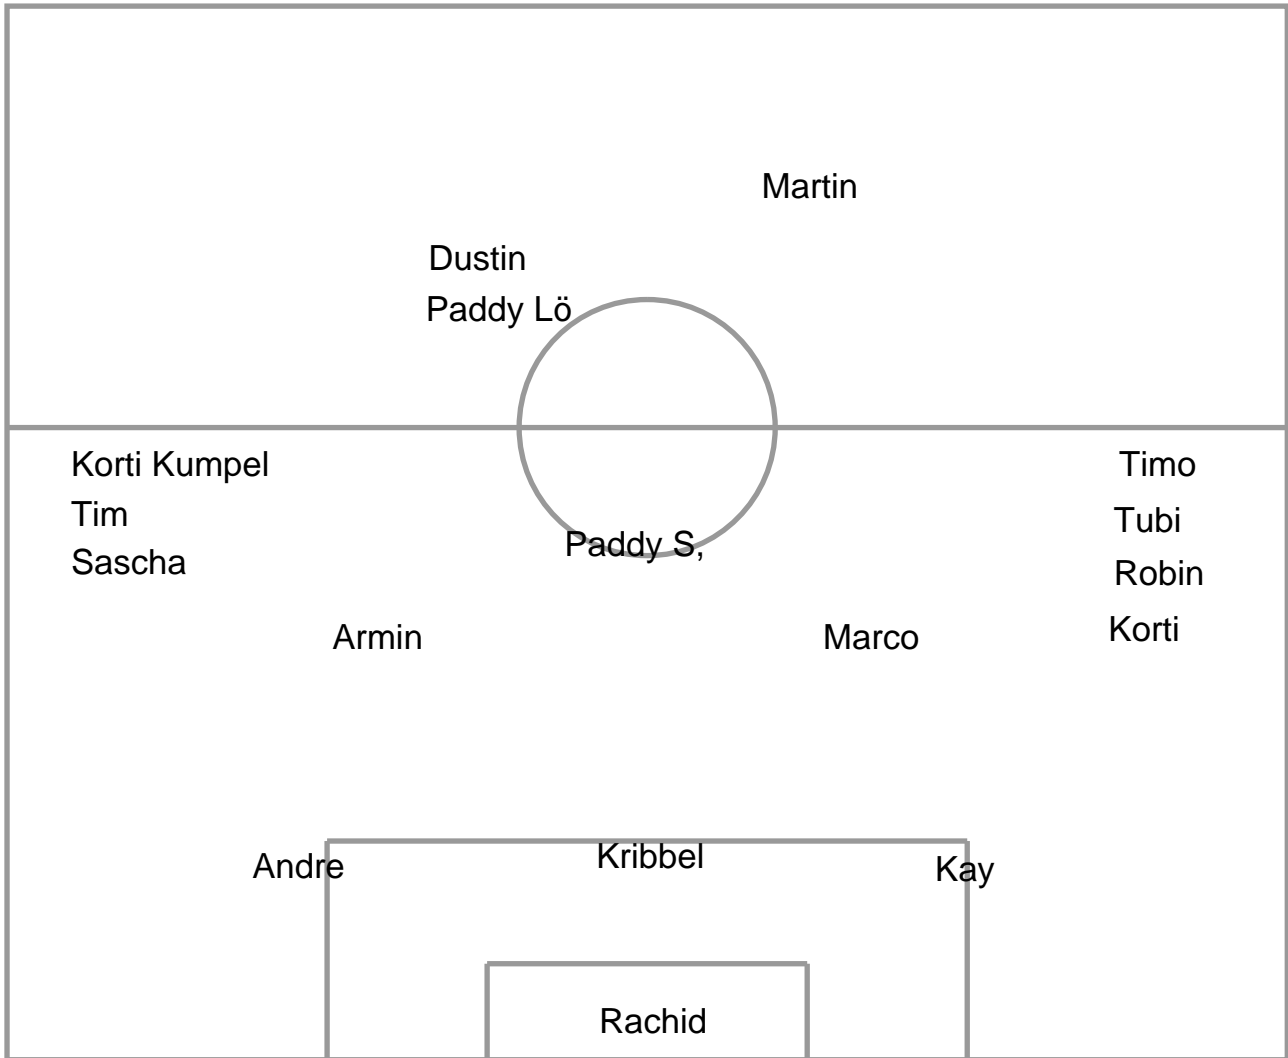 Martin
Dustin
Paddy Lö
Korti Kumpel
Timo
Tim
Tubi
Paddy S,
Sascha
Robin
Korti
Armin
Marco
Andre
Kribbel
Kay
Rachid